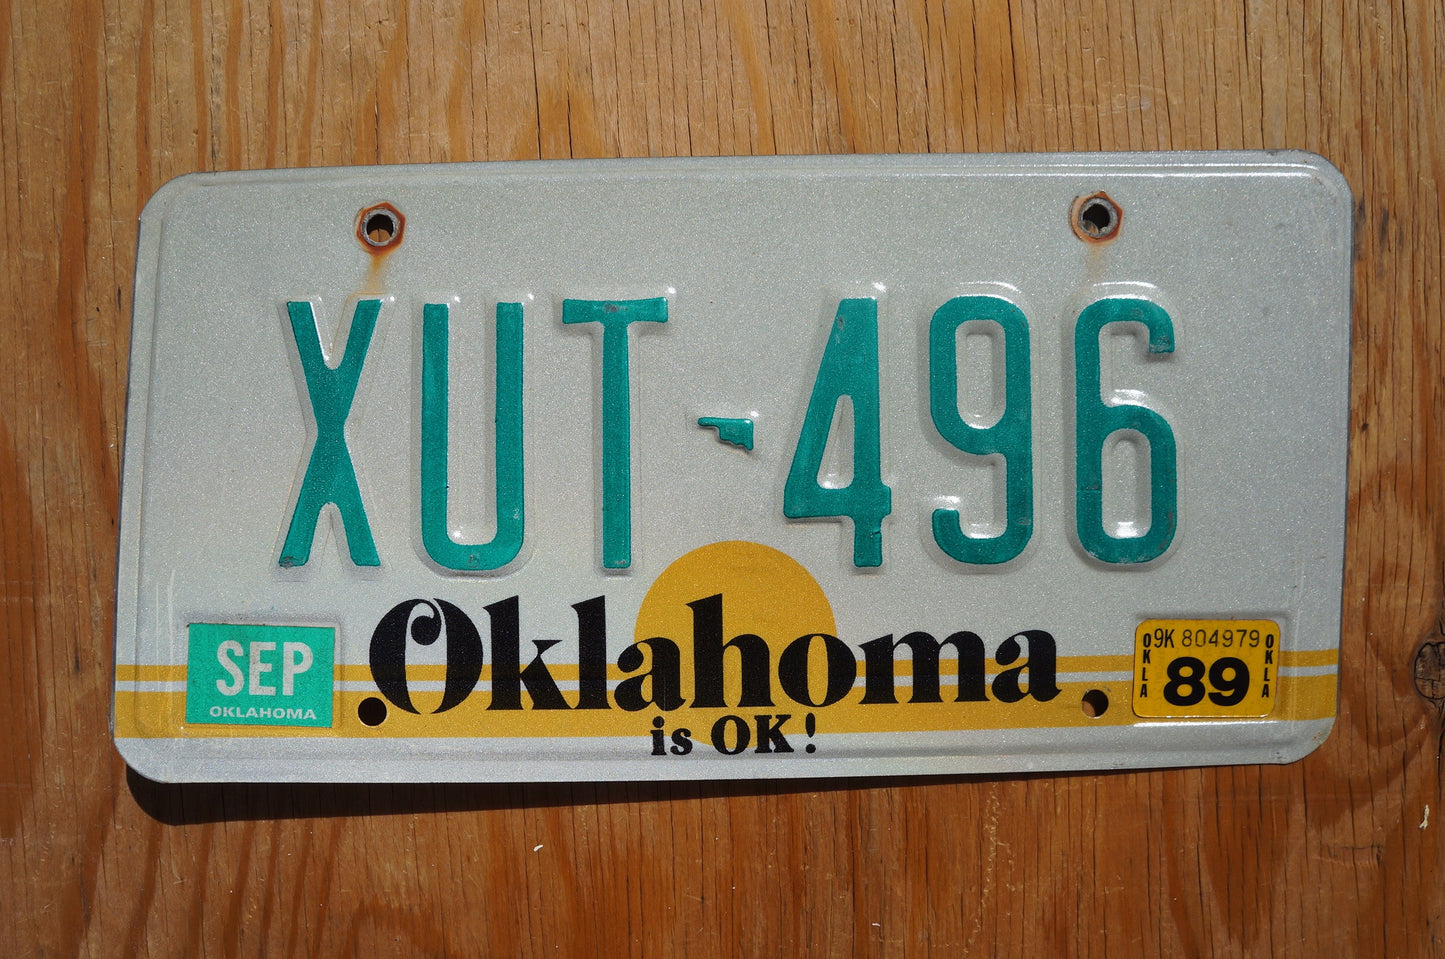 XUT 496
SEP
OKLAHOMA
Oklahoma
is OK!
9K 804979
OKLA
89
OKLA